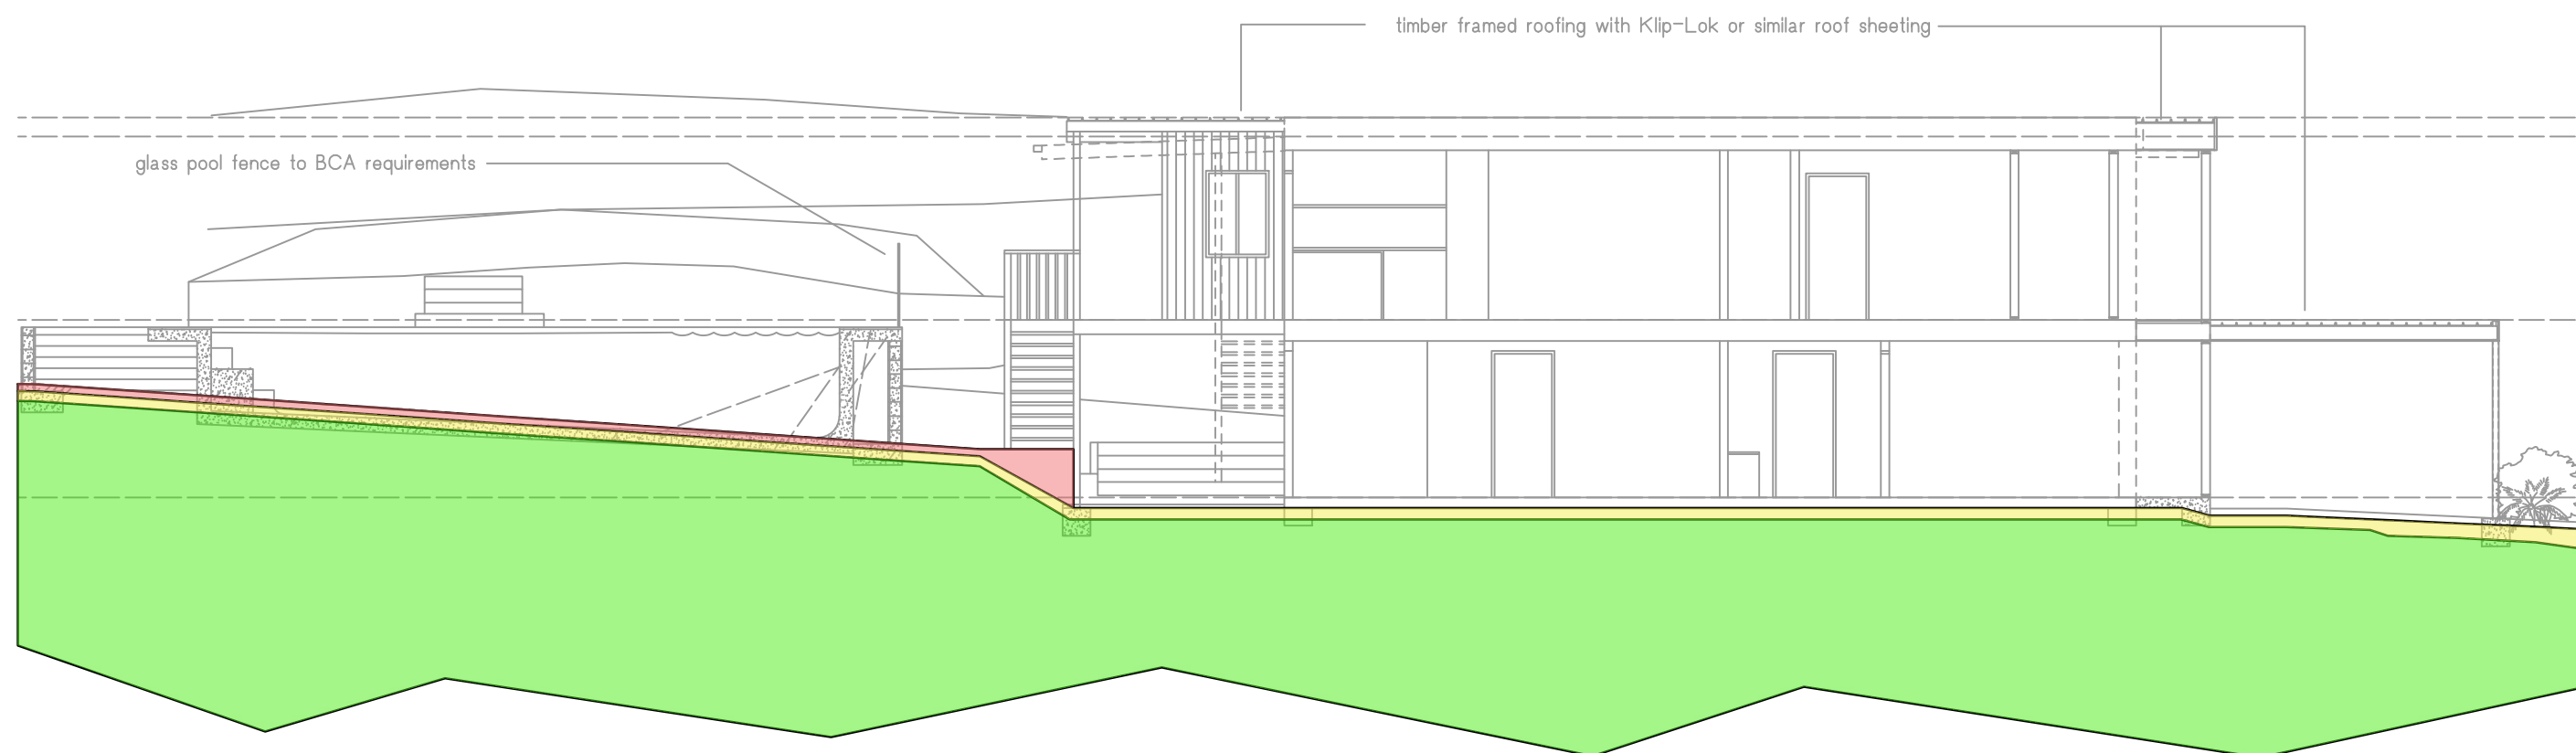 timber framed roofing with Klip-Lok or similar roof sheeting
glass pool fence to BCA requirements